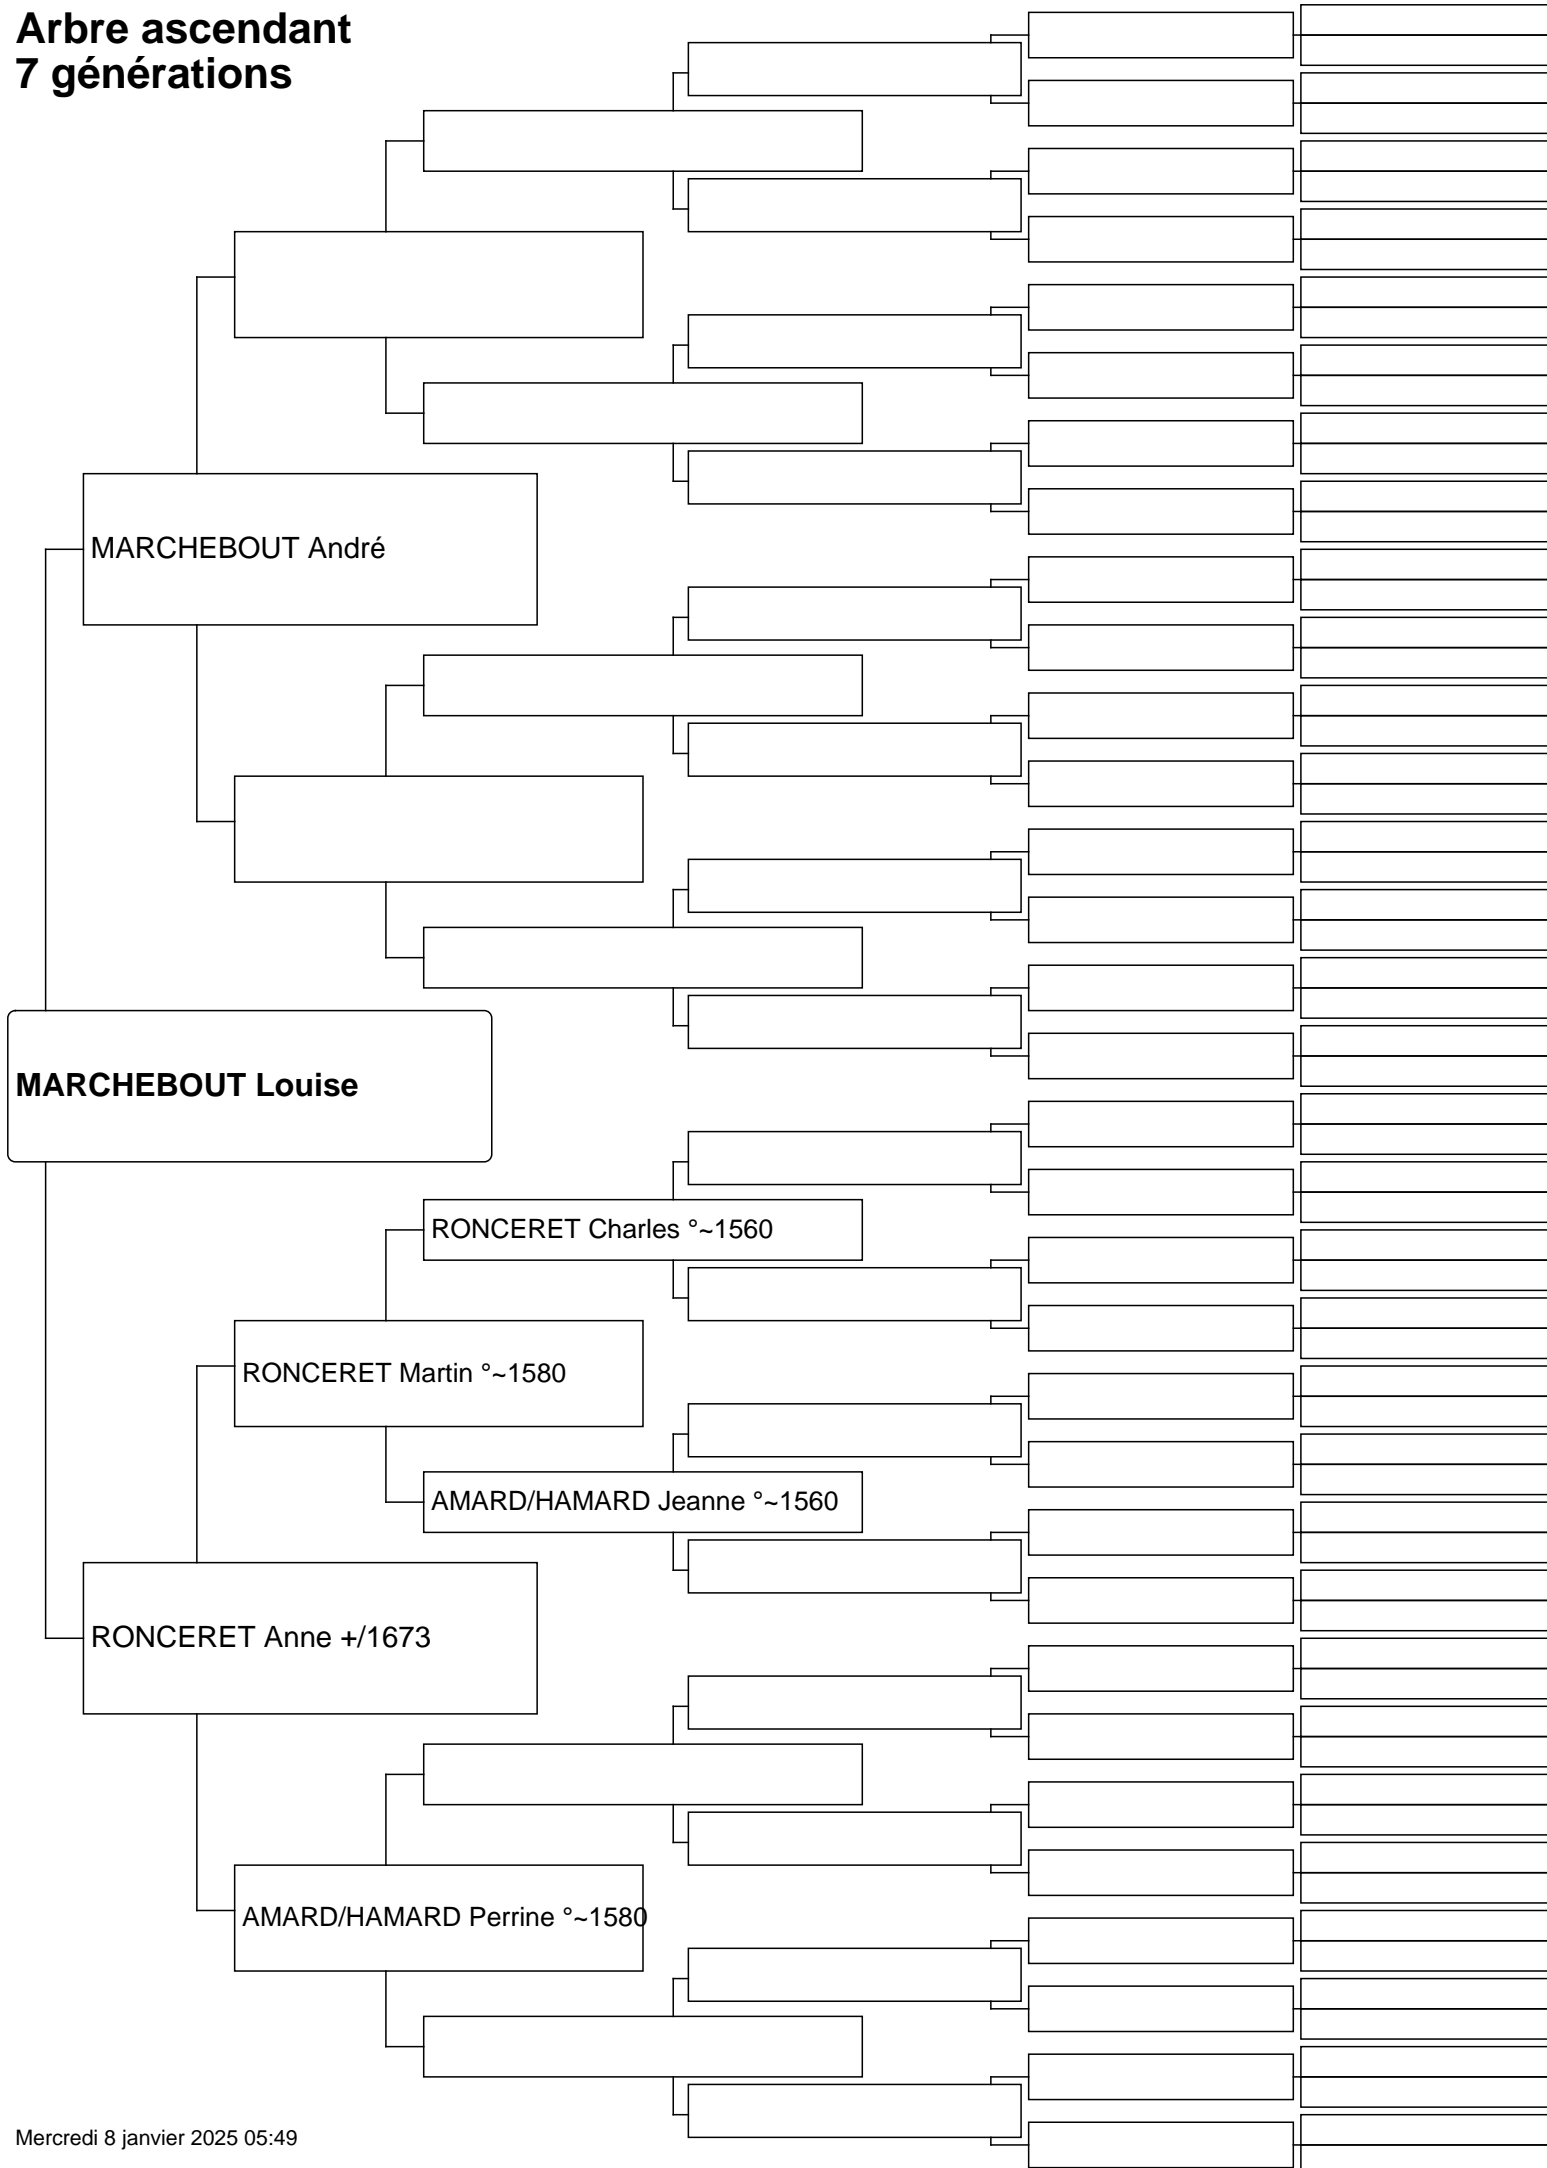 Arbre ascendant
7 générations
MARCHEBOUT André
MARCHEBOUT Louise
RONCERET Charles °~1560
RONCERET Martin °~1580
AMARD/HAMARD Jeanne °~1560
RONCERET Anne +/1673
AMARD/HAMARD Perrine °~1580
Mercredi 8 janvier 2025 05:49